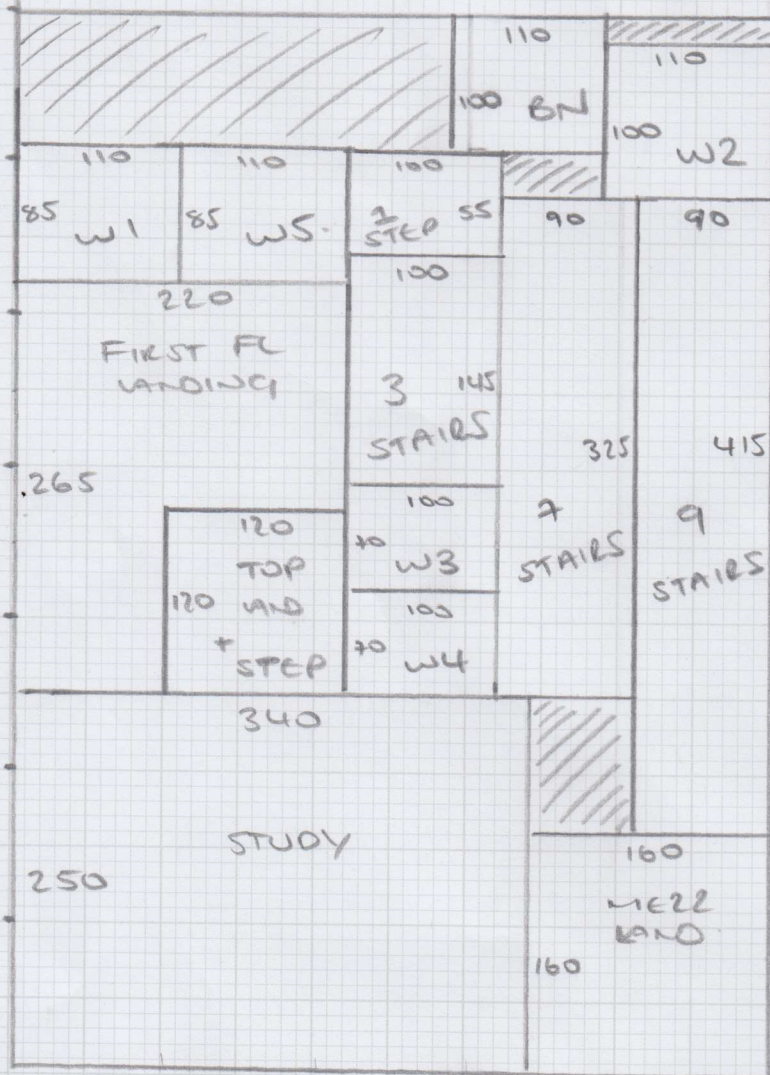 110
100 BN
110
100 W2
110
85 W1
110
85 W5.
100
1 55
STEP
90
90
220
FIRST FL
LANDING
265
100
3 145
STAIRS
325
7
STAIRS
415
9
STAIRS
120
TOP
120 LAND
+
STEP
100
70 W3
100
70 W4
340
STUDY
250
160
MEZZ
LAND
160